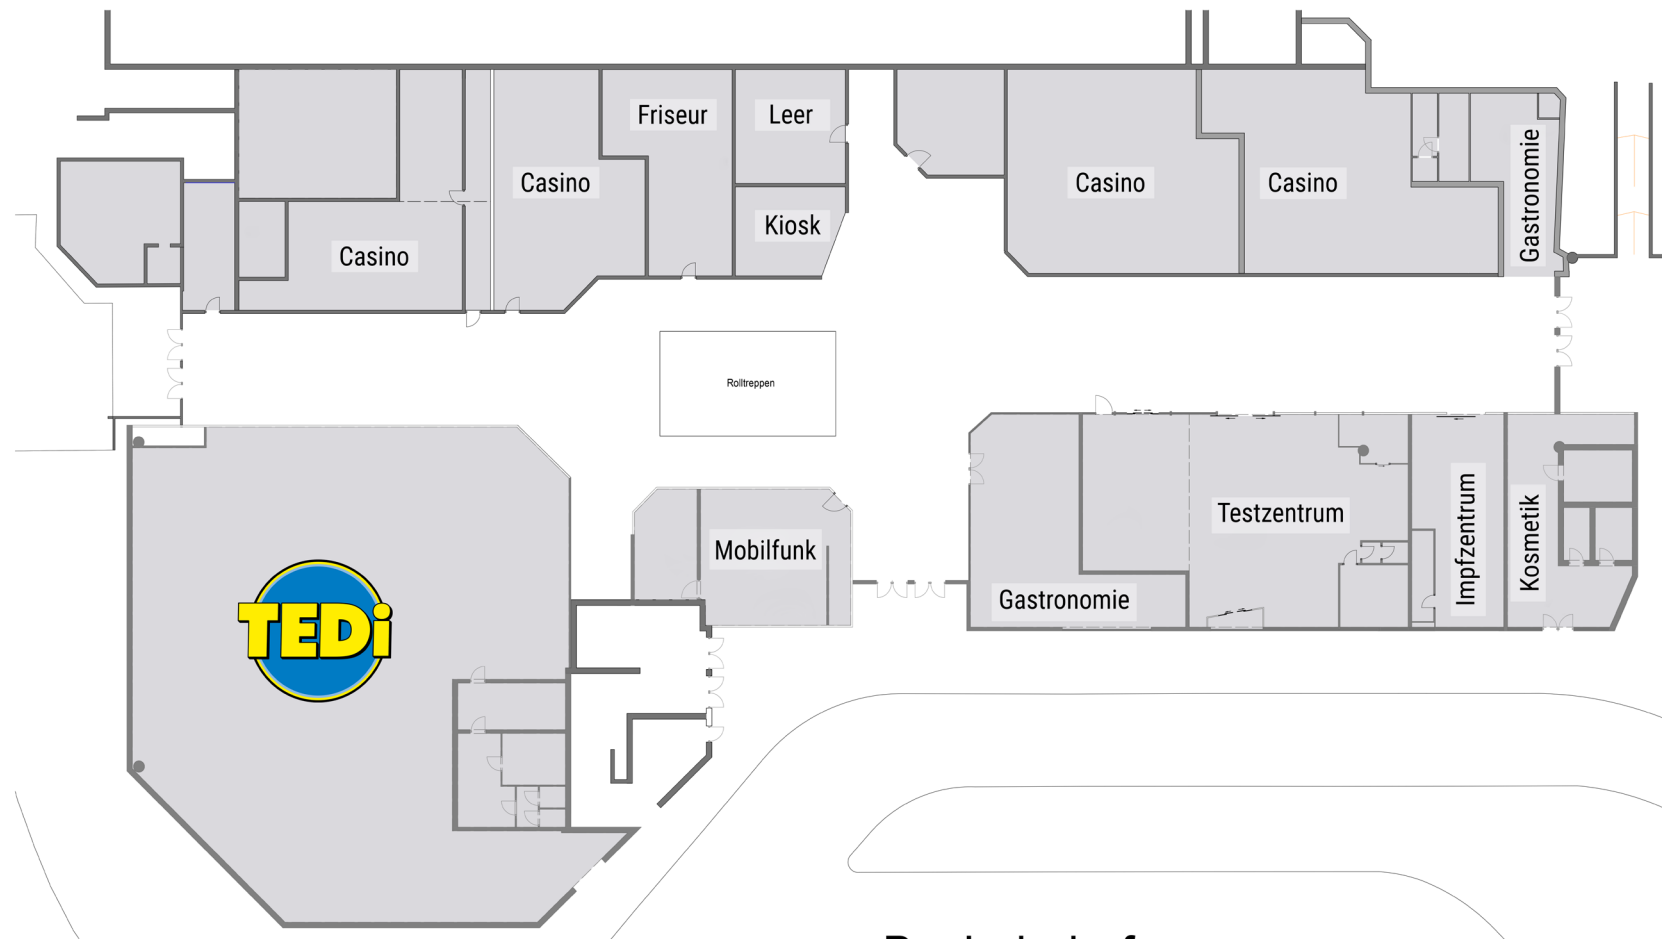 Friseur
Leer
Casino
Casino
Casino
Kiosk
Casino
Gastronomie
Rolltreppen
TEDi
Mobilfunk
Gastronomie
Testzentrum
Impfzentrum
Kosmetik